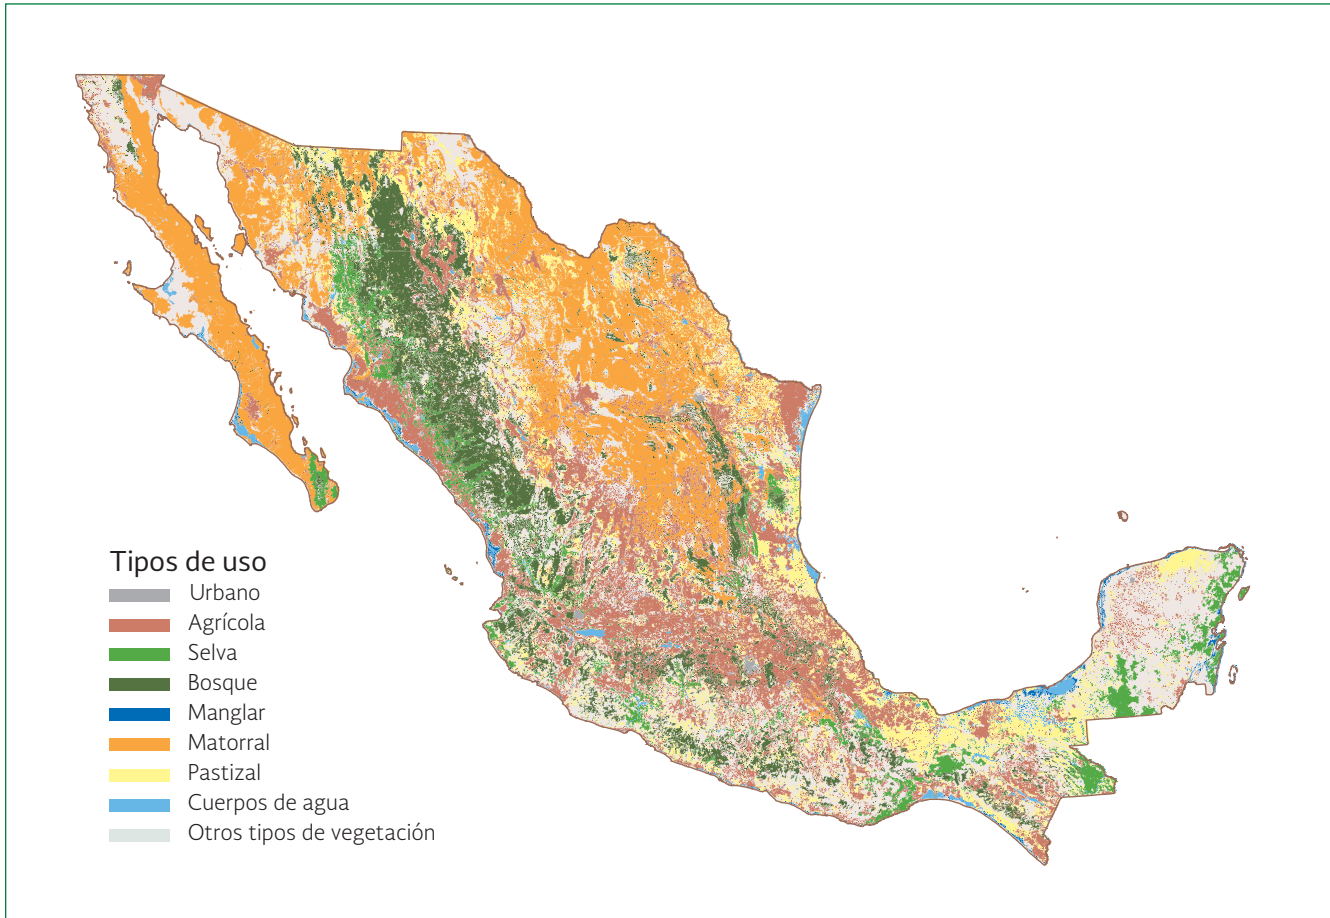 Tipos de uso
Urbano
Agrícola
Selva
Bosque
Manglar
Matorral
Pastizal
Cuerpos de agua
Otros tipos de vegetación